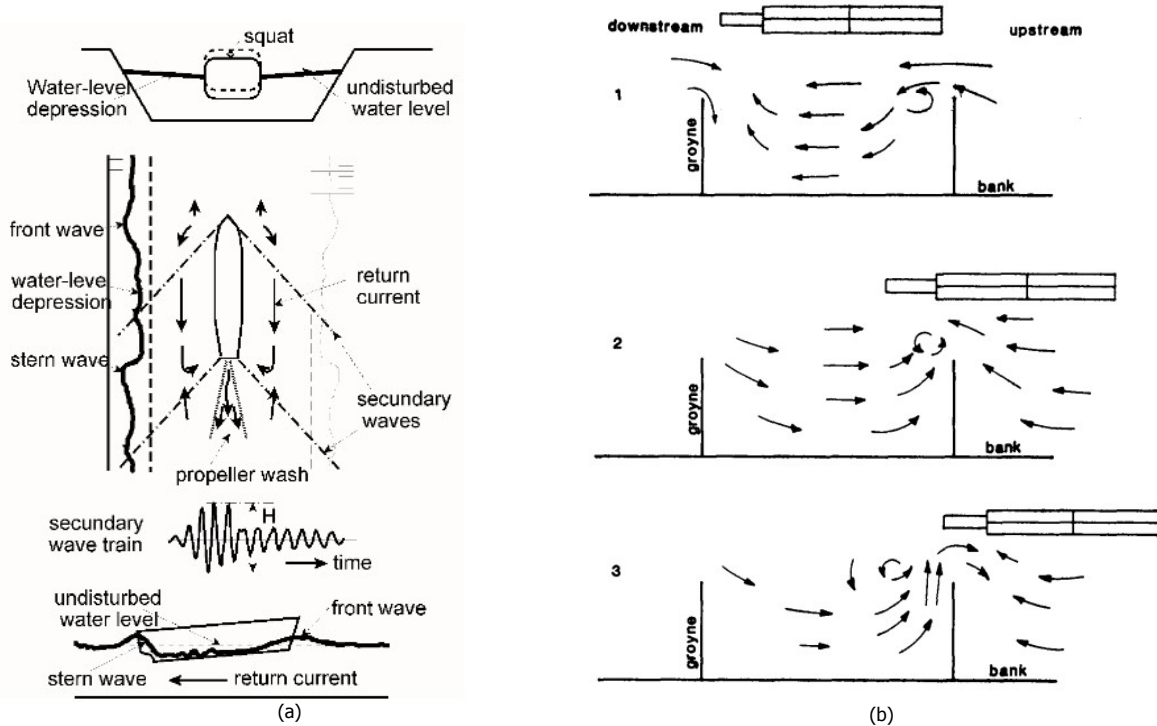 squat
Water-level
depression
undisturbed
water level
front wave
water-leve
depression
stern wave
return
current
secondary
waves
propeller wash
secundary
wave train
H
time
undisturbed
water level
front wave
stern wave
return current
(a)
downstream
upstream
1
groyne
bank
2
groyne
bank
3
groyne
bank
(b)